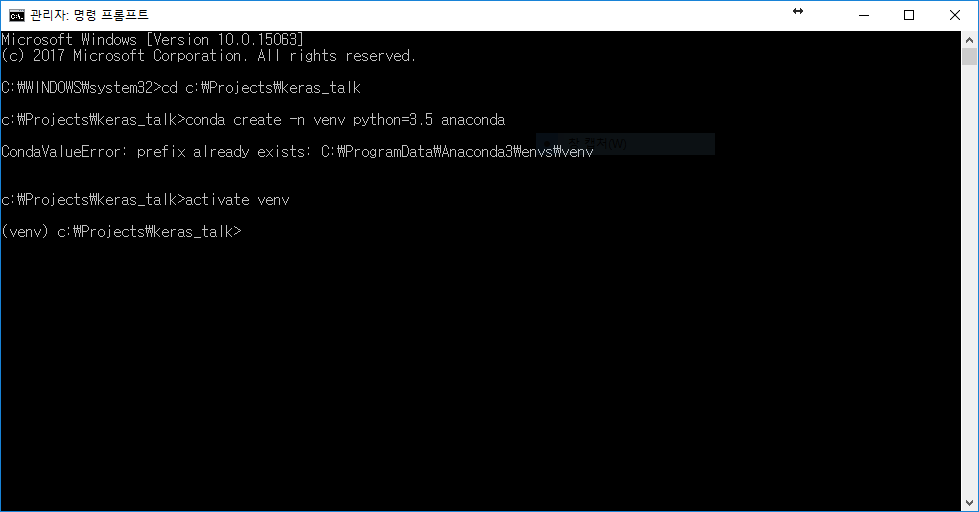 관리자: 명령 프롬프트
Microsoft Windows [Version 10.0.15063]
(c) 2017 Microsoft Corporation. All rights reserved.
C:₩WINDOWS₩system32>cd c:₩Projects₩keras_talk
c:₩Projects₩keras_talk>conda create -n venv python=3.5 anaconda
CondaValueError: prefix already exists: C:₩ProgramData₩Anaconda3₩envs₩venv
c:₩Projects₩keras_talk>activate venv
(venv) c:₩Projects₩keras_talk>